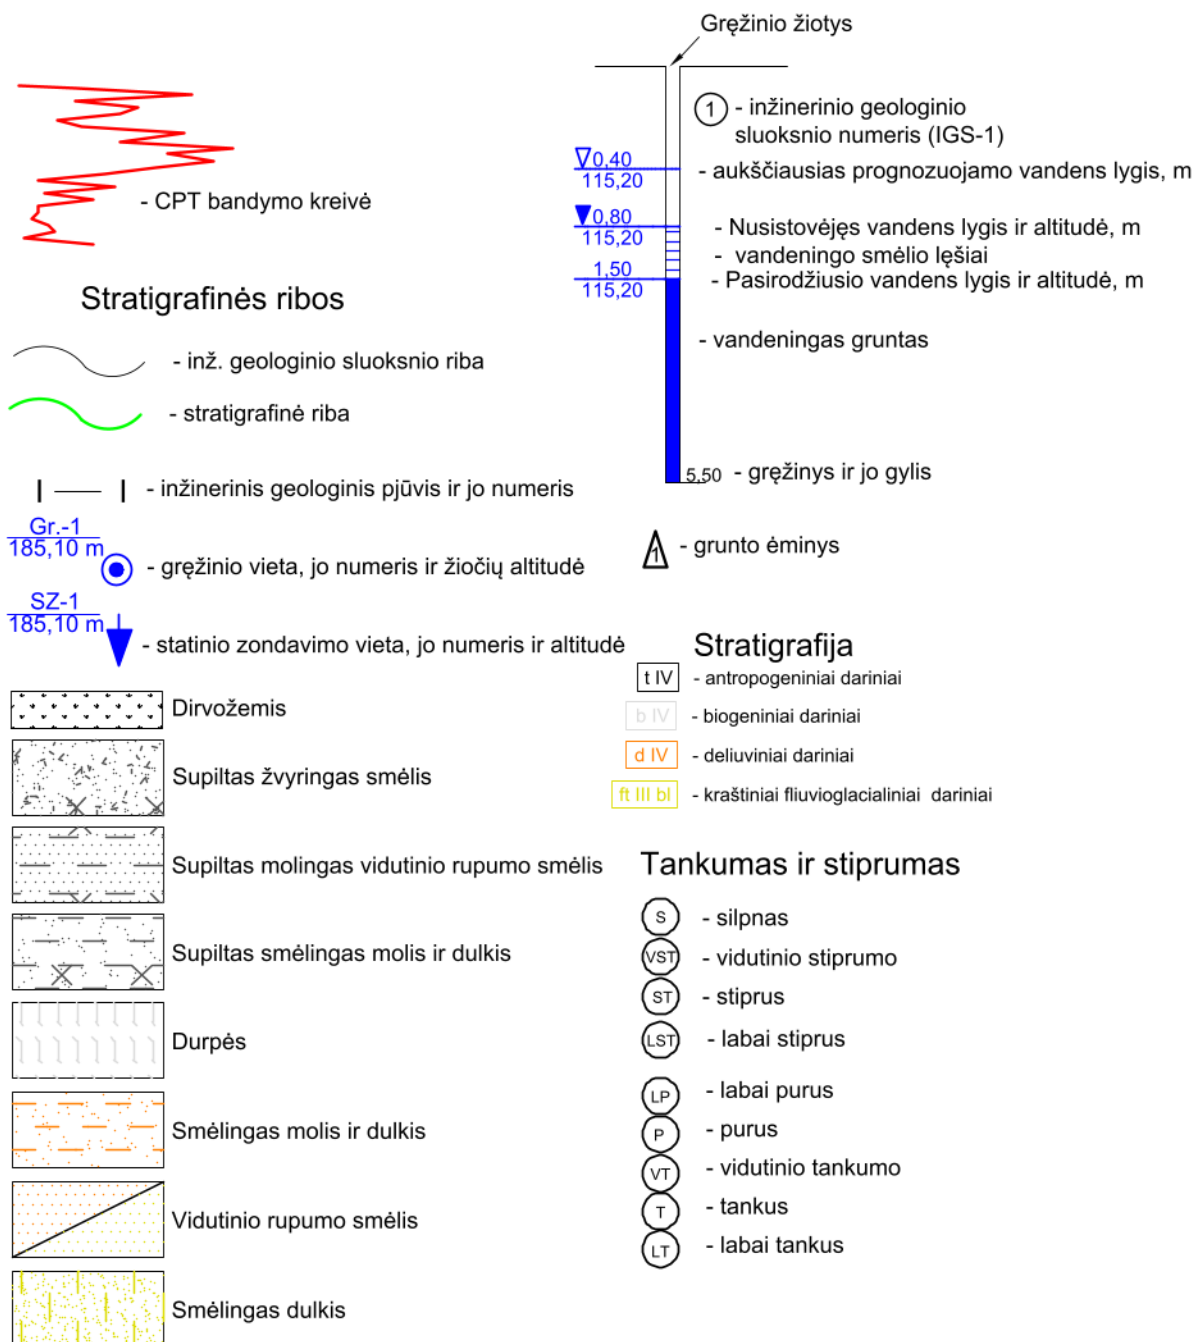 Gręžinio žiotys
1 - inžinerinio geologinio
sluoksnio numeris (IGS-1)
0,40
115,20
- aukščiausias prognozuojamo vandens lygis, m
0,80
115,20
- Nusistovėjęs vandens lygis ir altitudė, m
- vandeningo smėlio lęšiai
1,50
115,20
- Pasirodžiusio vandens lygis ir altitudė, m
- vandeningas gruntas
5,50 - gręžinys ir jo gylis
1 - grunto ėminys
- CPT bandymo kreivė
Stratigrafinės ribos
- inž. geologinio sluoksnio riba
- stratigrafinė riba
- inžinerinis geologinis pjūvis ir jo numeris
Gr.-1
185,10 m
- gręžinio vieta, jo numeris ir žiočių altitudė
SZ-1
185,10 m
- statinio zondavimo vieta, jo numeris ir altitudė
Dirvožemis
Supiltas žvyringas smėlis
Supiltas molingas vidutinio rupumo smėlis
Supiltas smėlingas molis ir dulkis
Durpės
Smėlingas molis ir dulkis
Vidutinio rupumo smėlis
Smėlingas dulkis
Stratigrafija
t IV - antropogeniniai dariniai
b IV - biogeniniai dariniai
d IV - deliuviniai dariniai
ft III bl - kraštiniai fliuvioglacialiniai dariniai
Tankumas ir stiprumas
S - silpnas
VST - vidutinio stiprumo
ST - stiprus
LST - labai stiprus
LP - labai purus
P - purus
VT - vidutinio tankumo
T - tankus
LT - labai tankus